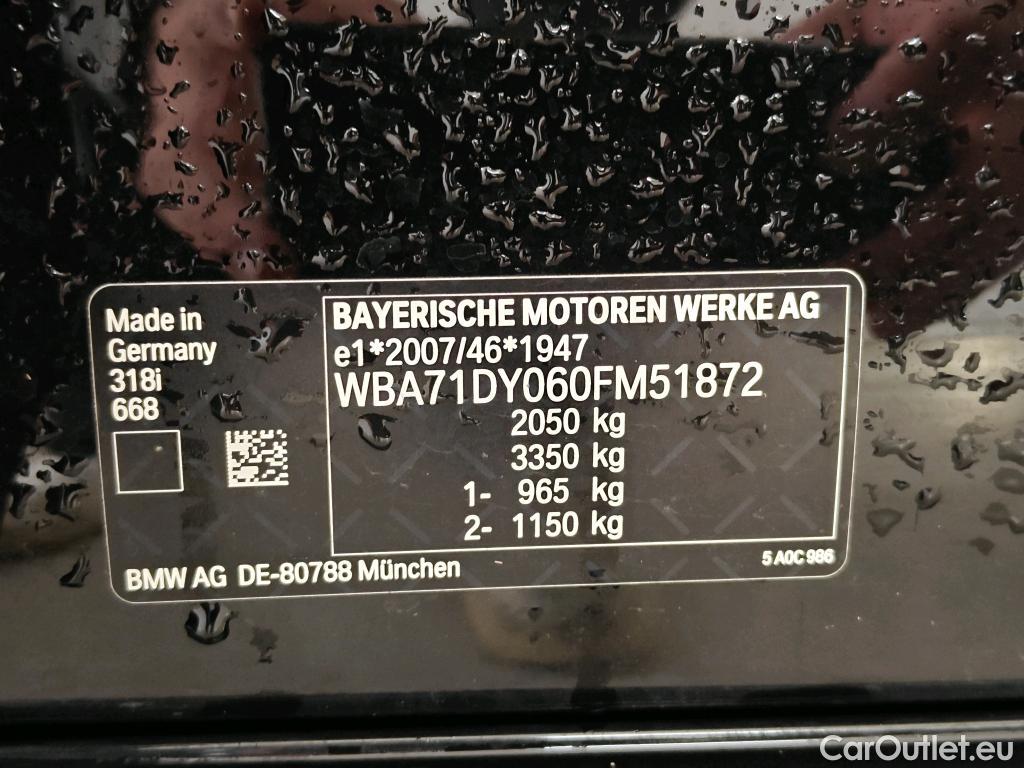 Made in
Germany
318i
668
BAYERISCHE MOTOREN WERKE AG
e1*2007/46*1947
WBA71DY060FM51872
2050 kg
3350 kg
1- 965 kg
2- 1150 kg
BMW AG DE-80788 München
5 A0C 986
CarOutlet.eu